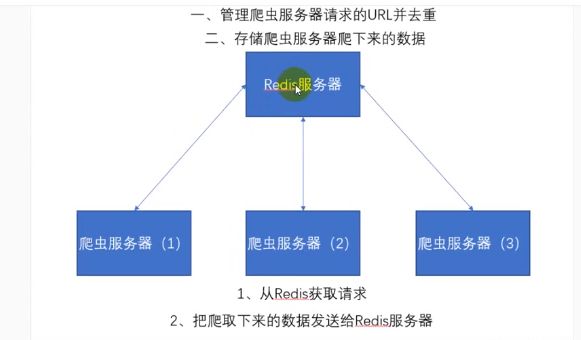 一、管理爬虫服务器请求的URL并去重
二、存储爬虫服务器爬下来的数据
Redis服务器
爬虫服务器（1）
爬虫服务器（2）
爬虫服务器（3）
1、从Redis获取请求
2、把爬取下来的数据发送给Redis服务器